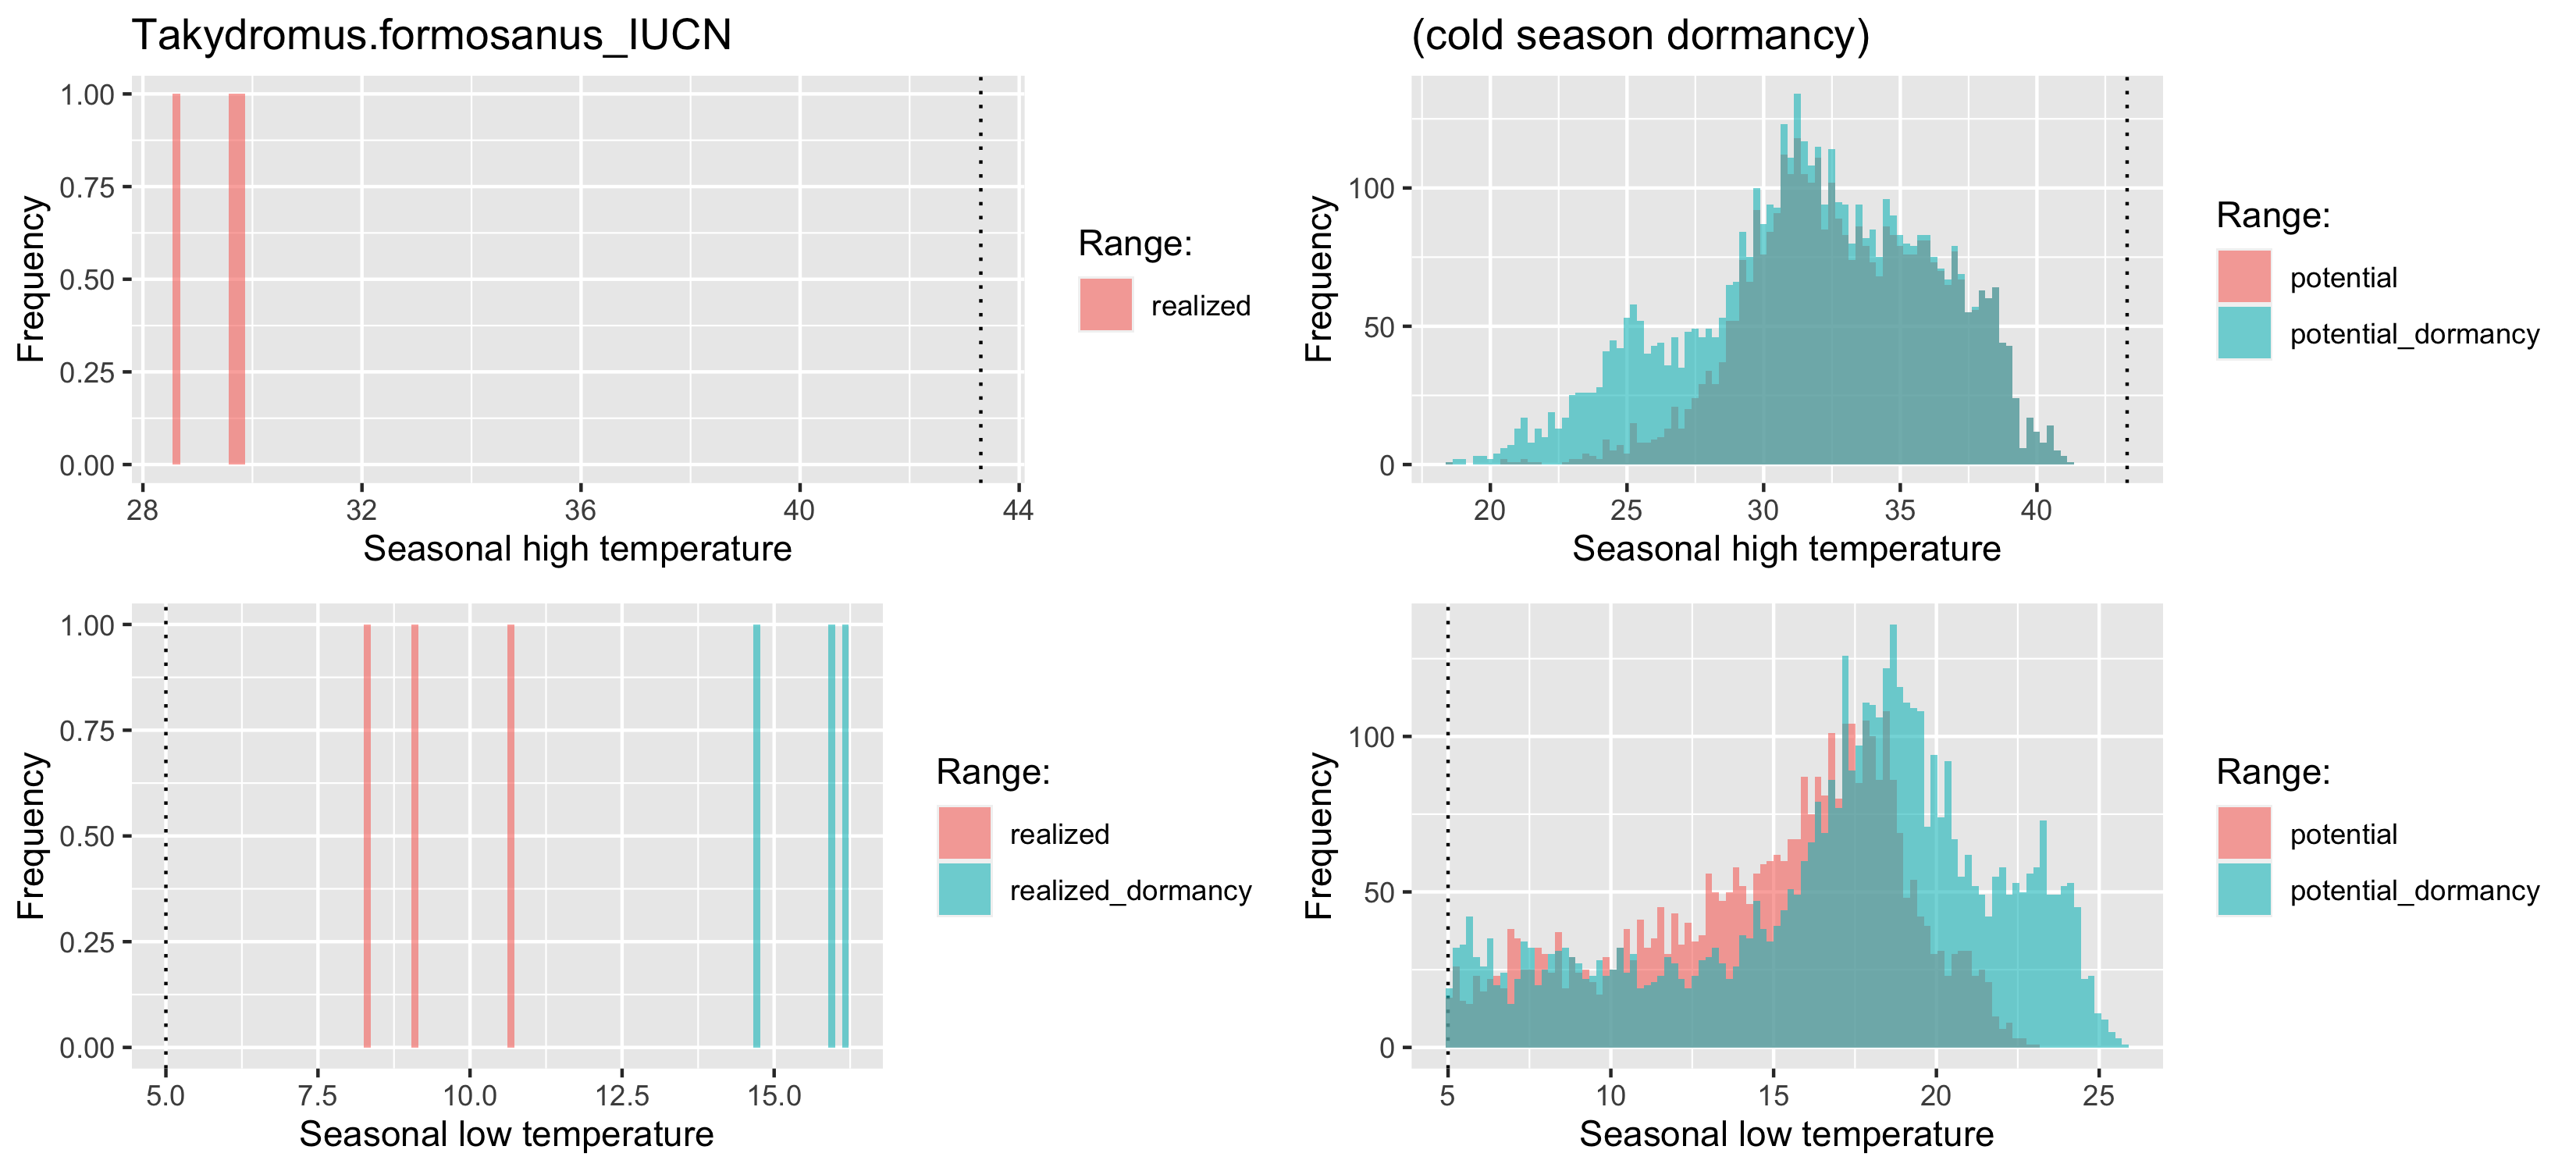 Takydromus.formosanus_IUCN
1.00
0.75
0.50
0.25
0.00
Frequency
28 32 36 40 44
Seasonal high temperature
Range:
realized
(cold season dormancy)
100
50
0
Frequency
20 25 30 35 40
Seasonal high temperature
Range:
potential
potential_dormancy
1.00
0.75
0.50
0.25
0.00
Frequency
5.0 7.5 10.0 12.5 15.0
Seasonal low temperature
Range:
realized
realized_dormancy
100
50
0
Frequency
5 10 15 20 25
Seasonal low temperature
Range:
potential
potential_dormancy